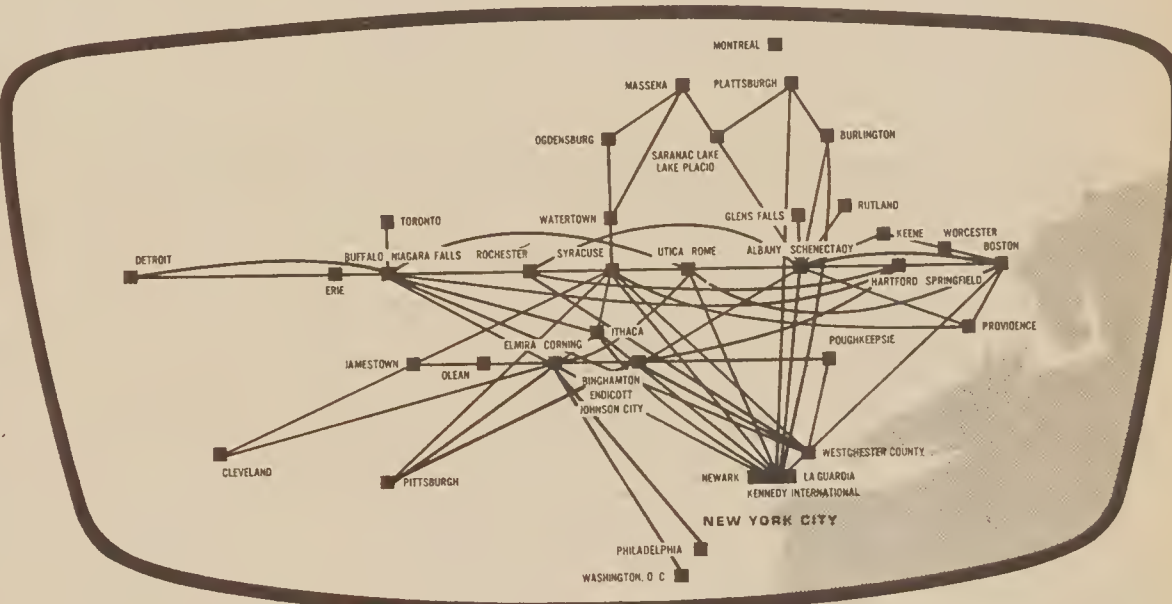 MONTREAL
MASSENA
PLATTSBURGH
OGDENSBURG
BURLINGTON
SARANAC LAKE
LAKE PLACID
TORONTO
WATERTOWN
GLENS FALLS
RUTLAND
KEENE
WORCESTER
DETROIT
BUFFALO NIAGARA FALLS
ROCHESTER
SYRACUSE
UTICA ROME
ALBANY SCHENECTADY
BOSTON
ERIE
HARTFORD SPRINGFIELD
ITHACA
PROVIDENCE
ELMIRA CORNING
POUGHKEEPSIE
JAMESTOWN
OLEAN
BINGHAMTON
ENDICOTT
JOHNSON CITY
CLEVELAND
PITTSBURGH
WESTCHESTER COUNTY
NEWARK
LA GUARDIA
KENNEDY INTERNATIONAL
NEW YORK CITY
PHILADELPHIA
WASHINGTON, D C